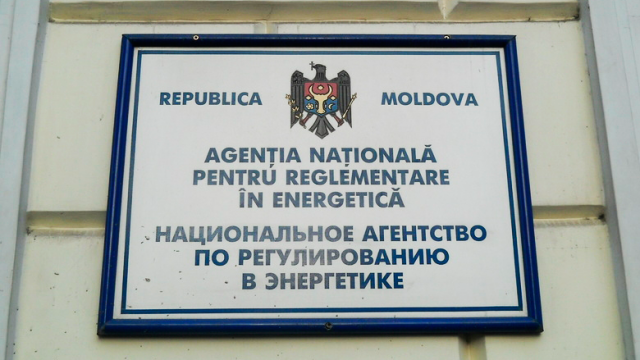 REPUBLICA MOLDOVA
AGENȚIA NAȚIONALĂ
PENTRU REGLEMENTARE
ÎN ENERGETICĂ
НАЦИОНАЛЬНОЕ АГЕНТСТВО
ПО РЕГУЛИРОВАНИЮ
В ЭНЕРГЕТИКЕ